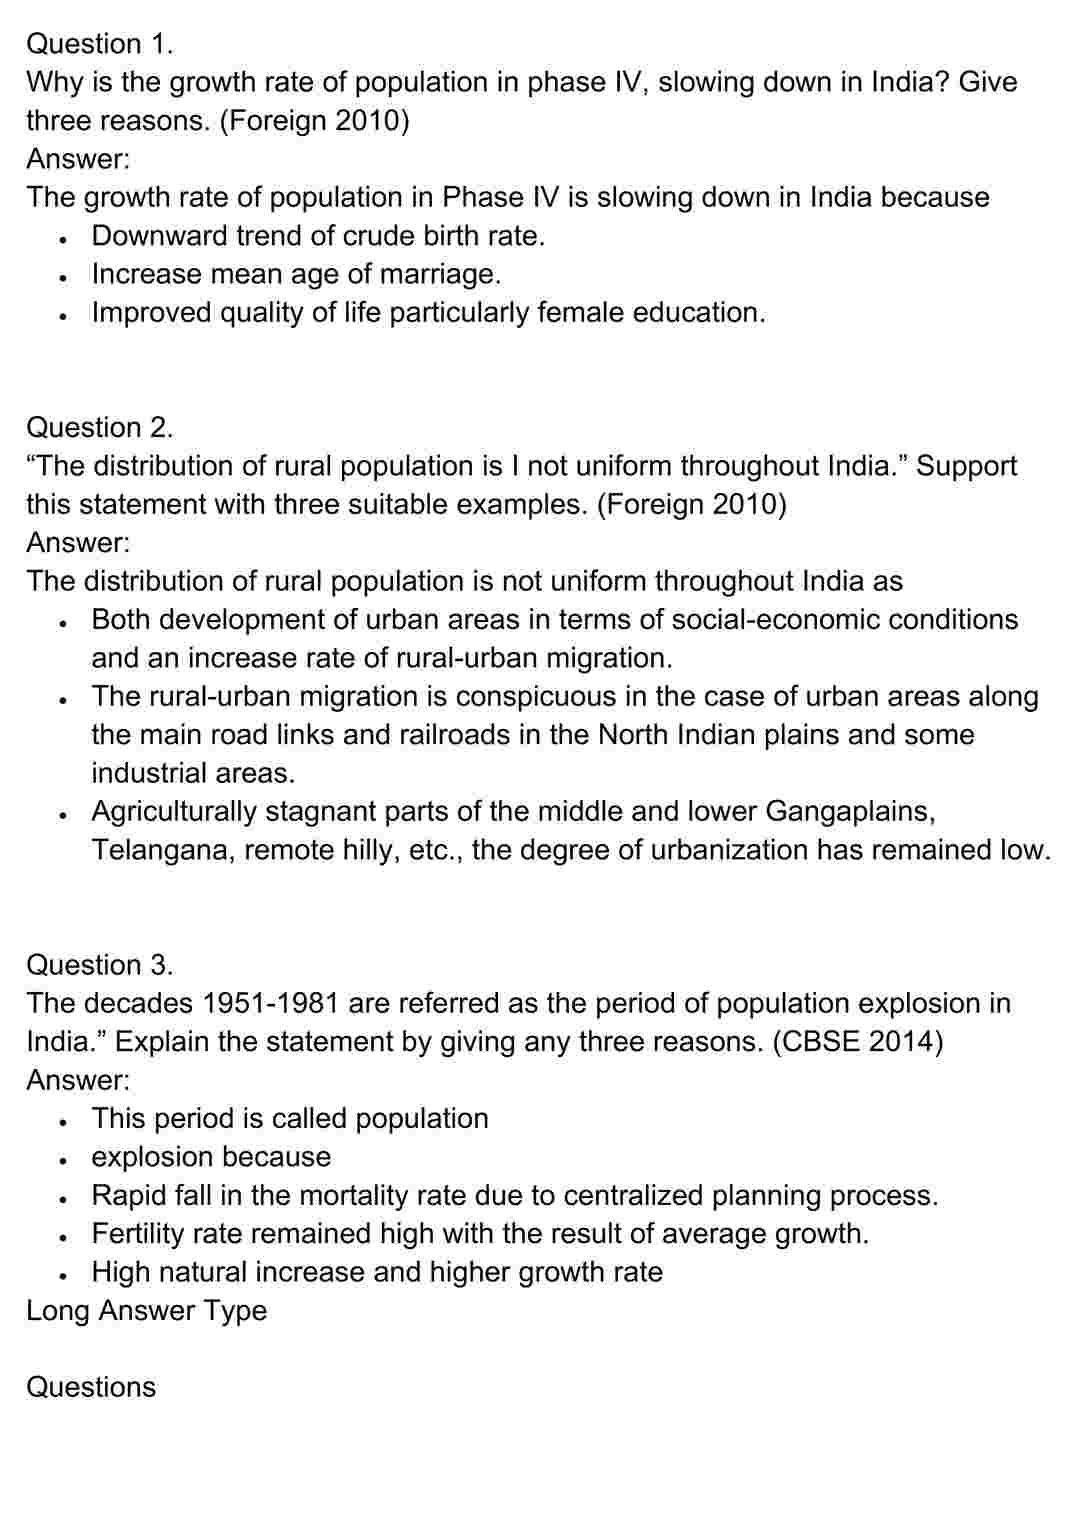 Question 1.
Why is the growth rate of population in phase IV, slowing down in India? Give
three reasons. (Foreign 2010)
Answer:
The growth rate of population in Phase IV is slowing down in India because
• Downward trend of crude birth rate.
• Increase mean age of marriage.
• Improved quality of life particularly female education.
Question 2.
“The distribution of rural population is I not uniform throughout India.” Support
this statement with three suitable examples. (Foreign 2010)
Answer:
The distribution of rural population is not uniform throughout India as
• Both development of urban areas in terms of social-economic conditions
and an increase rate of rural-urban migration.
• The rural-urban migration is conspicuous in the case of urban areas along
the main road links and railroads in the North Indian plains and some
industrial areas.
• Agriculturally stagnant parts of the middle and lower Gangaplains,
Telangana, remote hilly, etc., the degree of urbanization has remained low.
Question 3.
The decades 1951-1981 are referred as the period of population explosion in
India.” Explain the statement by giving any three reasons. (CBSE 2014)
Answer:
• This period is called population
• explosion because
• Rapid fall in the mortality rate due to centralized planning process.
• Fertility rate remained high with the result of average growth.
• High natural increase and higher growth rate
Long Answer Type
Questions